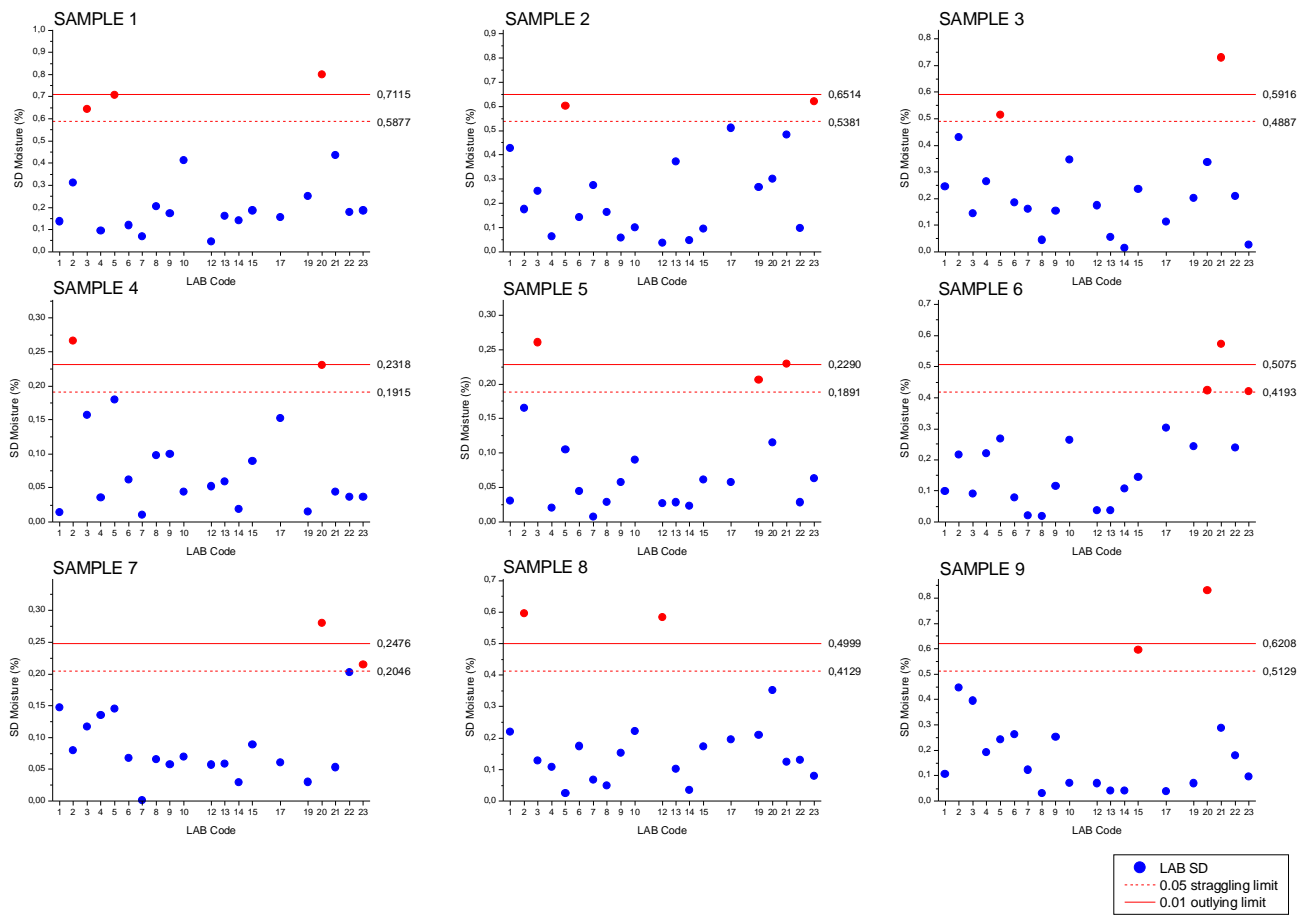 SAMPLE 1
1,0
0,9
0,8
0,7
0,6
0,5
0,4
0,3
0,2
0,1
0,0
SD Moisture (%)
0,7115
0,5877
1 2 3 4 5 6 7 8 9 10 12 13 14 15 17 19 20 21 22 23
LAB Code
SAMPLE 2
0,9
0,8
0,7
0,6
0,5
0,4
0,3
0,2
0,1
0,0
SD Moisture (%)
0,6514
0,5381
1 2 3 4 5 6 7 8 9 10 12 13 14 15 17 19 20 21 22 23
LAB Code
SAMPLE 3
0,8
0,7
0,6
0,5
0,4
0,3
0,2
0,1
0,0
SD Moisture (%)
0,5916
0,4887
1 2 3 4 5 6 7 8 9 10 12 13 14 15 17 19 20 21 22 23
LAB Code
SAMPLE 4
0,30
0,25
0,20
0,15
0,10
0,05
0,00
SD Moisture (%)
0,2318
0,1915
1 2 3 4 5 6 7 8 9 10 12 13 14 15 17 19 20 21 22 23
LAB Code
SAMPLE 5
0,30
0,25
0,20
0,15
0,10
0,05
0,00
SD Moisture (%))
0,2290
0,1891
1 2 3 4 5 6 7 8 9 10 12 13 14 15 17 19 20 21 22 23
LAB Code
SAMPLE 6
0,7
0,6
0,5
0,4
0,3
0,2
0,1
0,0
SD Moisture (%)
0,5075
0,4193
1 2 3 4 5 6 7 8 9 10 12 13 14 15 17 19 20 21 22 23
LAB Code
SAMPLE 7
0,30
0,25
0,20
0,15
0,10
0,05
0,00
SD Moisture (%)
0,2476
0,2046
1 2 3 4 5 6 7 8 9 10 12 13 14 15 17 19 20 21 22 23
LAB Code
SAMPLE 8
0,7
0,6
0,5
0,4
0,3
0,2
0,1
0,0
SD Moisture (%)
0,4999
0,4129
1 2 3 4 5 6 7 8 9 10 12 13 14 15 17 19 20 21 22 23
LAB Code
SAMPLE 9
0,8
0,7
0,6
0,5
0,4
0,3
0,2
0,1
0,0
SD Moisture (%)
0,6208
0,5129
1 2 3 4 5 6 7 8 9 10 12 13 14 15 17 19 20 21 22 23
LAB Code
LAB SD
0.05 straggling limit
0.01 outlying limit